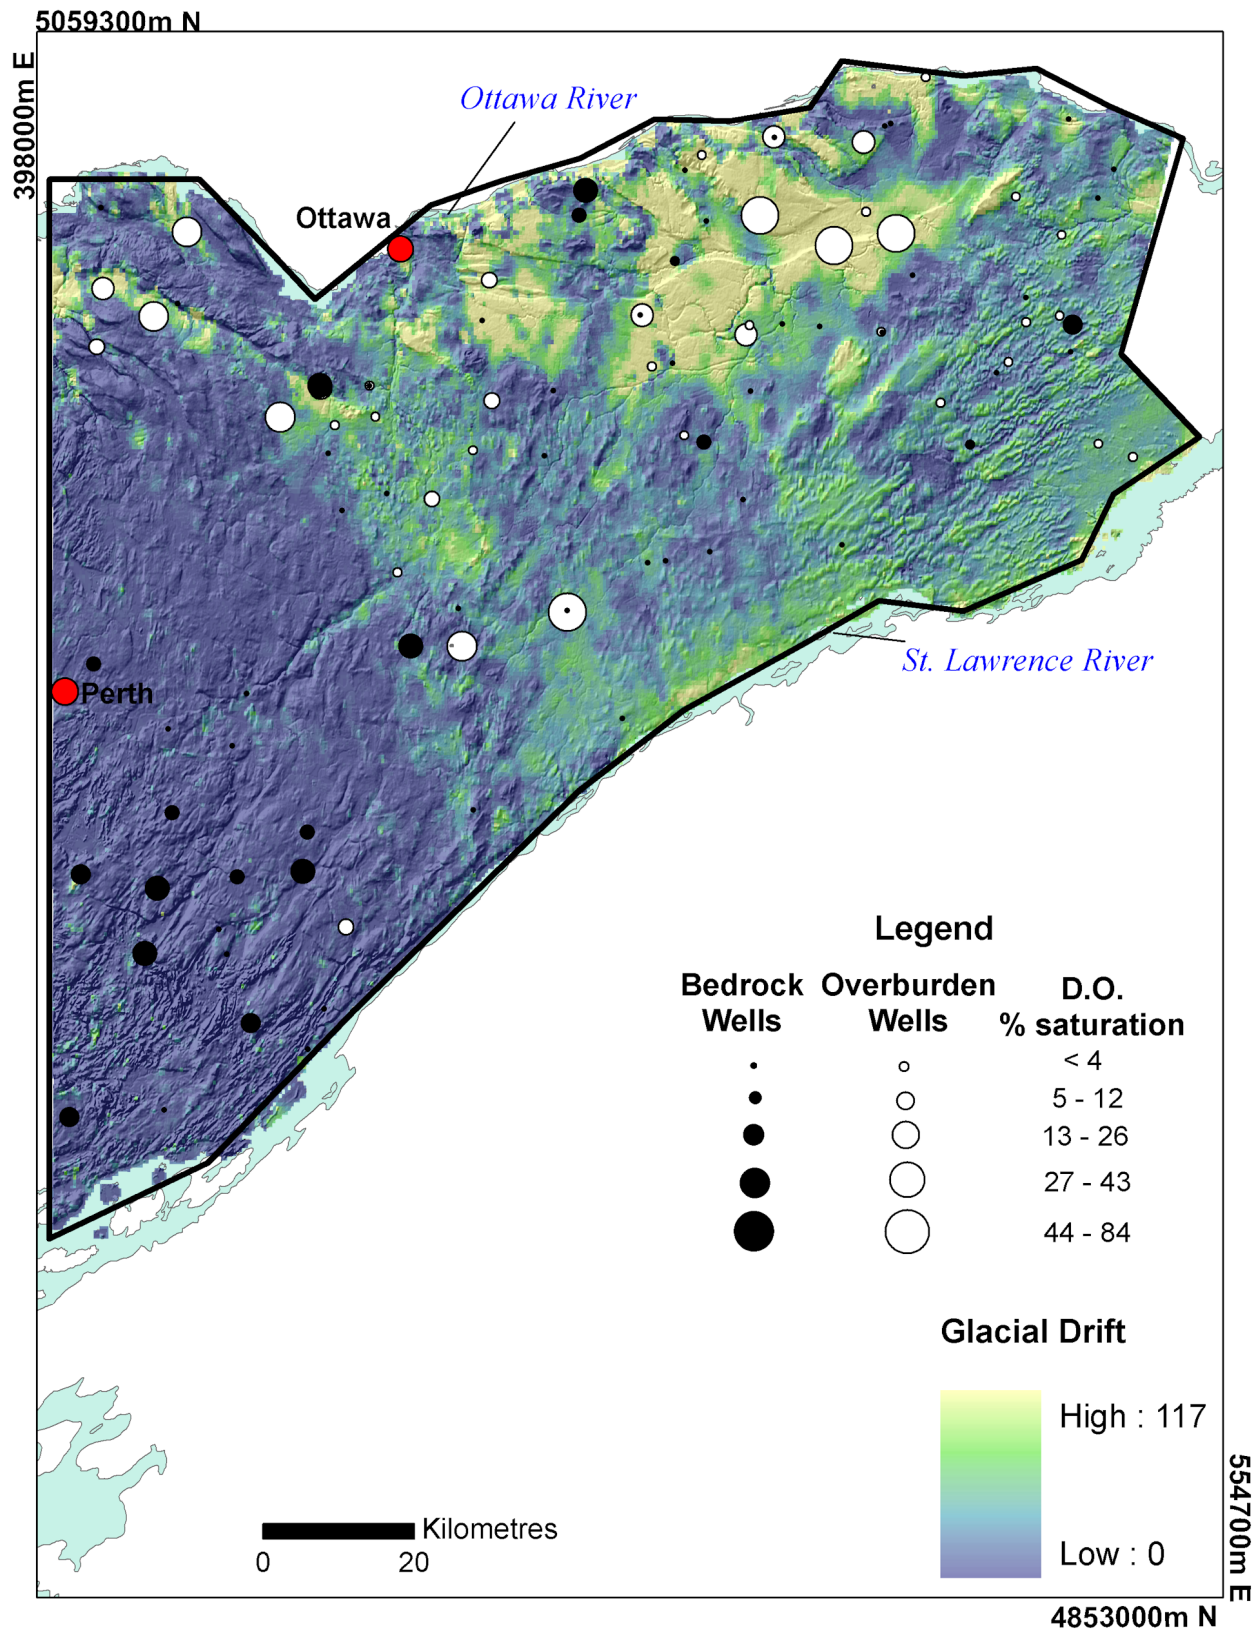 5059300m N
398000m E
Ottawa River
Ottawa
St. Lawrence River
Perth
Legend
Bedrock Wells
Overburden Wells
D.O. % saturation
< 4
5 - 12
13 - 26
27 - 43
44 - 84
Glacial Drift
High : 117
Low : 0
Kilometres
0 20
554700m E
4853000m N